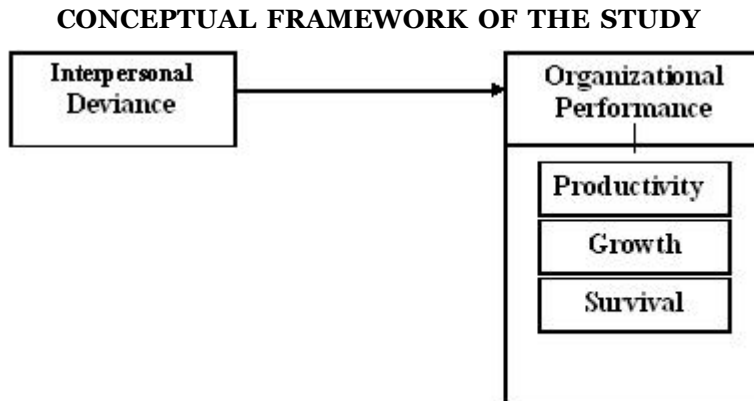 CONCEPTUAL FRAMEWORK OF THE STUDY
Interpersonal
Deviance
Organizational
Performance
Productivity
Growth
Survival